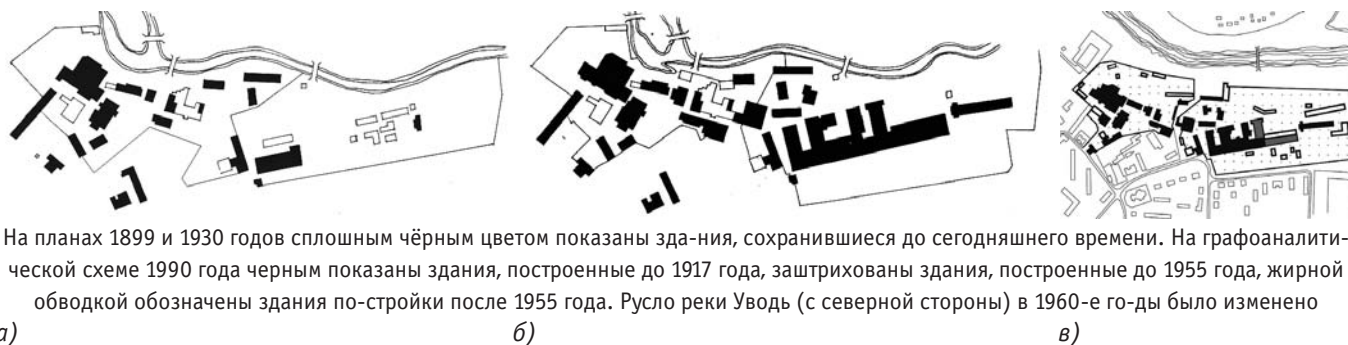 На планах 1899 и 1930 годов сплошным чёрным цветом показаны зда-ния, сохранившиеся до сегодняшнего времени. На графоаналити-
ческой схеме 1990 года черным показаны здания, построенные до 1917 года, заштрихованы здания, построенные до 1955 года, жирной
обводкой обозначены здания по-стройки после 1955 года. Русло реки Уводь (с северной стороны) в 1960-е го-ды было изменено
а) б) в)